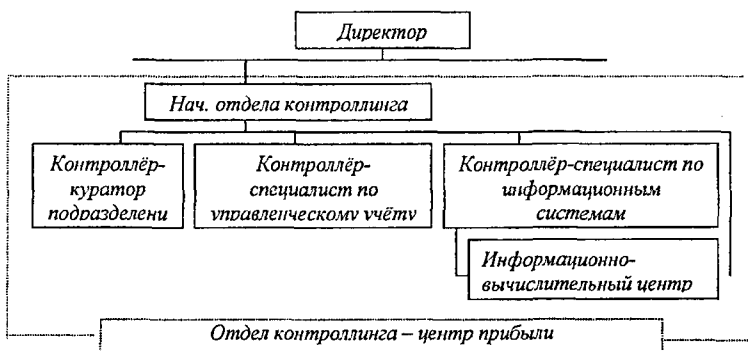 Директор
Нач. отдела контроллинга
Контроллёр-
куратор
подразделени
Контроллёр-
специалист по
управленческому учёту
Контроллёр-специалист по
информационным
системам
Информационно-
вычислительный центр
Отдел контроллинга – центр прибыли